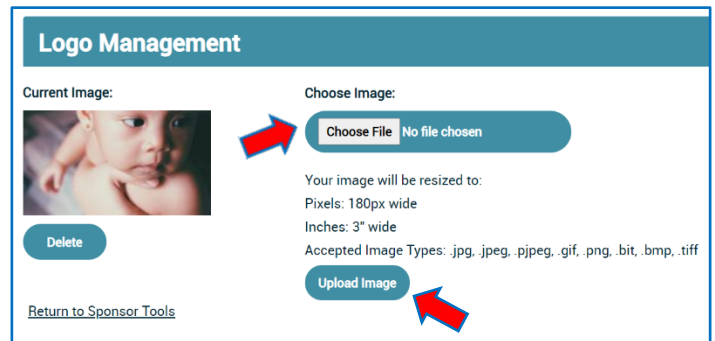 Logo Management
Current Image:
Choose Image:
Choose File No file chosen
Your image will be resized to:
Pixels: 180px wide
Inches: 3" wide
Accepted Image Types: .jpg, .jpeg, .pjpeg, .gif, .png, .bit, .bmp, .tiff
Delete
Upload Image
Return to Sponsor Tools